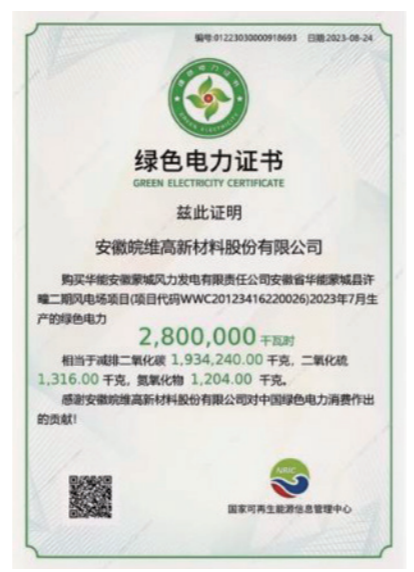 编号:01223030000918693 日期:2023-08-24
绿色电力证书
GREEN ELECTRICITY
绿色电力证书
GREEN ELECTRICITY CERTIFICATE
兹此证明
安徽皖维高新材料股份有限公司
购买华能安徽蒙城风力发电有限责任公司安徽省华能蒙城县许
疃二期风电场项目(项目代码WWC20123416220026)2023年7月生
产的绿色电力
2,800,000 千瓦时
相当于减排二氧化碳 1,934,240.00 千克，二氧化硫
1,316.00 千克，氮氧化物 1,204.00 千克。
感谢安徽皖维高新材料股份有限公司对中国绿色电力消费作出
的贡献!
国家可再生能源信息管理中心